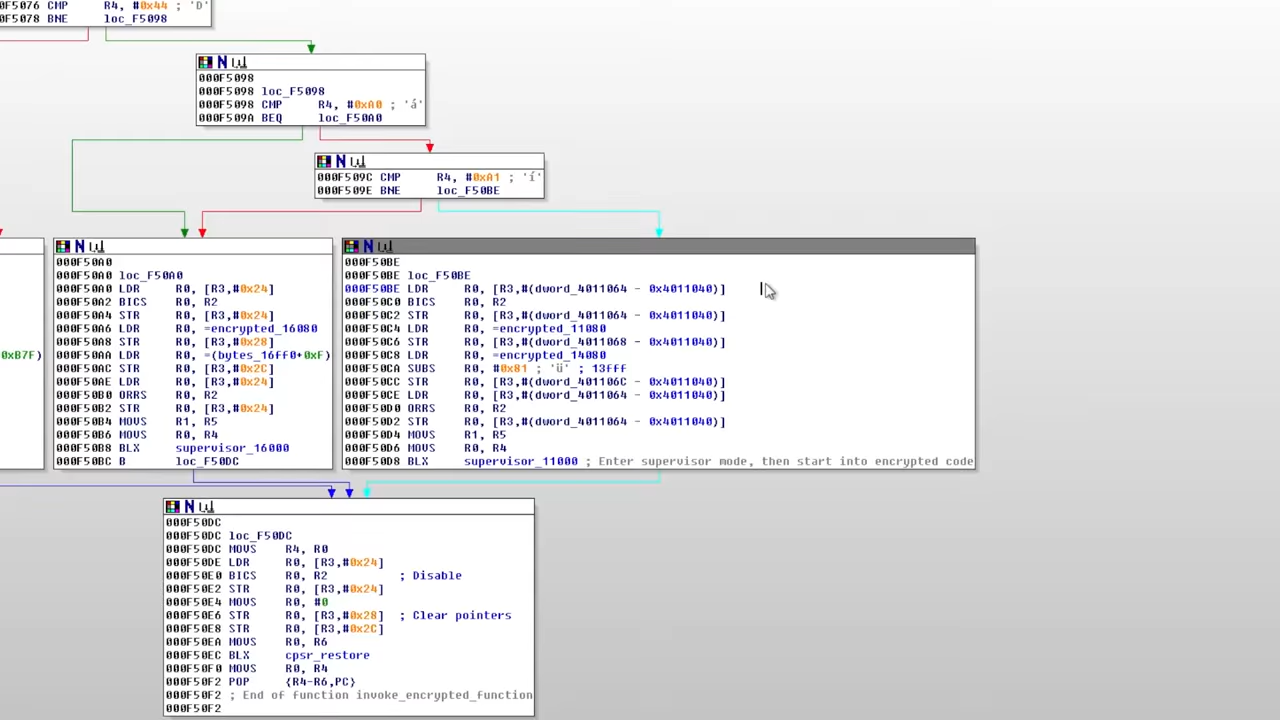 000F5076 CMP R4, #0x44 ; 'D'
000F5078 BNE loc_F5098
000F5098
000F5098 loc_F5098
000F5098 CMP R4, #0xA0 ; 'á'
000F509A BEQ loc_F50A0
000F509C CMP R4, #0xA1 ; 'í'
000F509E BNE loc_F50BE
0xB7F)
000F50A0
000F50A0 loc_F50A0
000F50A0 LDR R0, [R3,#0x24]
000F50A2 BICS R0, R2
000F50A4 STR R0, [R3,#0x24]
000F50A6 LDR R0, =encrypted_16080
000F50A8 STR R0, [R3,#0x28]
000F50AA LDR R0, =(bytes_16ff0+0xF)
000F50AC STR R0, [R3,#0x2C]
000F50AE LDR R0, [R3,#0x24]
000F50B0 ORRS R0, R2
000F50B2 STR R0, [R3,#0x24]
000F50B4 MOVS R1, R5
000F50B6 MOVS R0, R4
000F50B8 BLX supervisor_16000
000F50BC B loc_F50DC
000F50BE
000F50BE loc_F50BE
000F50BE LDR R0, [R3,#(dword_4011064 - 0x4011040)]
000F50C0 BICS R0, R2
000F50C2 STR R0, [R3,#(dword_4011064 - 0x4011040)]
000F50C4 LDR R0, =encrypted_11080
000F50C6 STR R0, [R3,#(dword_4011068 - 0x4011040)]
000F50C8 LDR R0, =encrypted_14080
000F50CA SUBS R0, #0x81 ; 'ü' ; 13fff
000F50CC STR R0, [R3,#(dword_401106C - 0x4011040)]
000F50CE LDR R0, [R3,#(dword_4011064 - 0x4011040)]
000F50D0 ORRS R0, R2
000F50D2 STR R0, [R3,#(dword_4011064 - 0x4011040)]
000F50D4 MOVS R1, R5
000F50D6 MOVS R0, R4
000F50D8 BLX supervisor_11000 ; Enter supervisor mode, then start into encrypted code
000F50DC
000F50DC loc_F50DC
000F50DC MOVS R4, R0
000F50DE LDR R0, [R3,#0x24]
000F50E0 BICS R0, R2 ; Disable
000F50E2 STR R0, [R3,#0x24]
000F50E4 MOVS R0, #0
000F50E6 STR R0, [R3,#0x28] ; Clear pointers
000F50E8 STR R0, [R3,#0x2C]
000F50EA MOVS R0, R6
000F50EC BLX cpsr_restore
000F50F0 MOVS R0, R4
000F50F2 POP {R4-R6,PC}
000F50F2 ; End of function invoke_encrypted_function
000F50F2